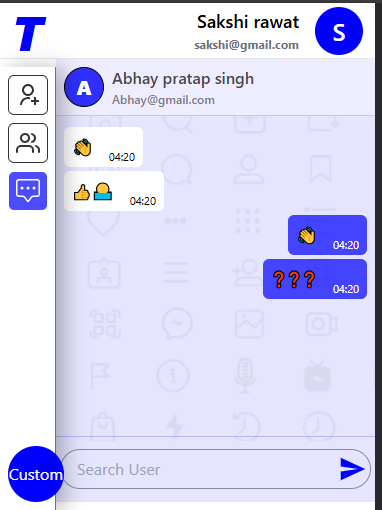 T
Sakshi rawat
sakshi@gmail.com
S
A
Abhay pratap singh
Abhay@gmail.com
👏 04:20
👍🤷 04:20
👏 04:20
❓❓❓ 04:20
Custom
Search User